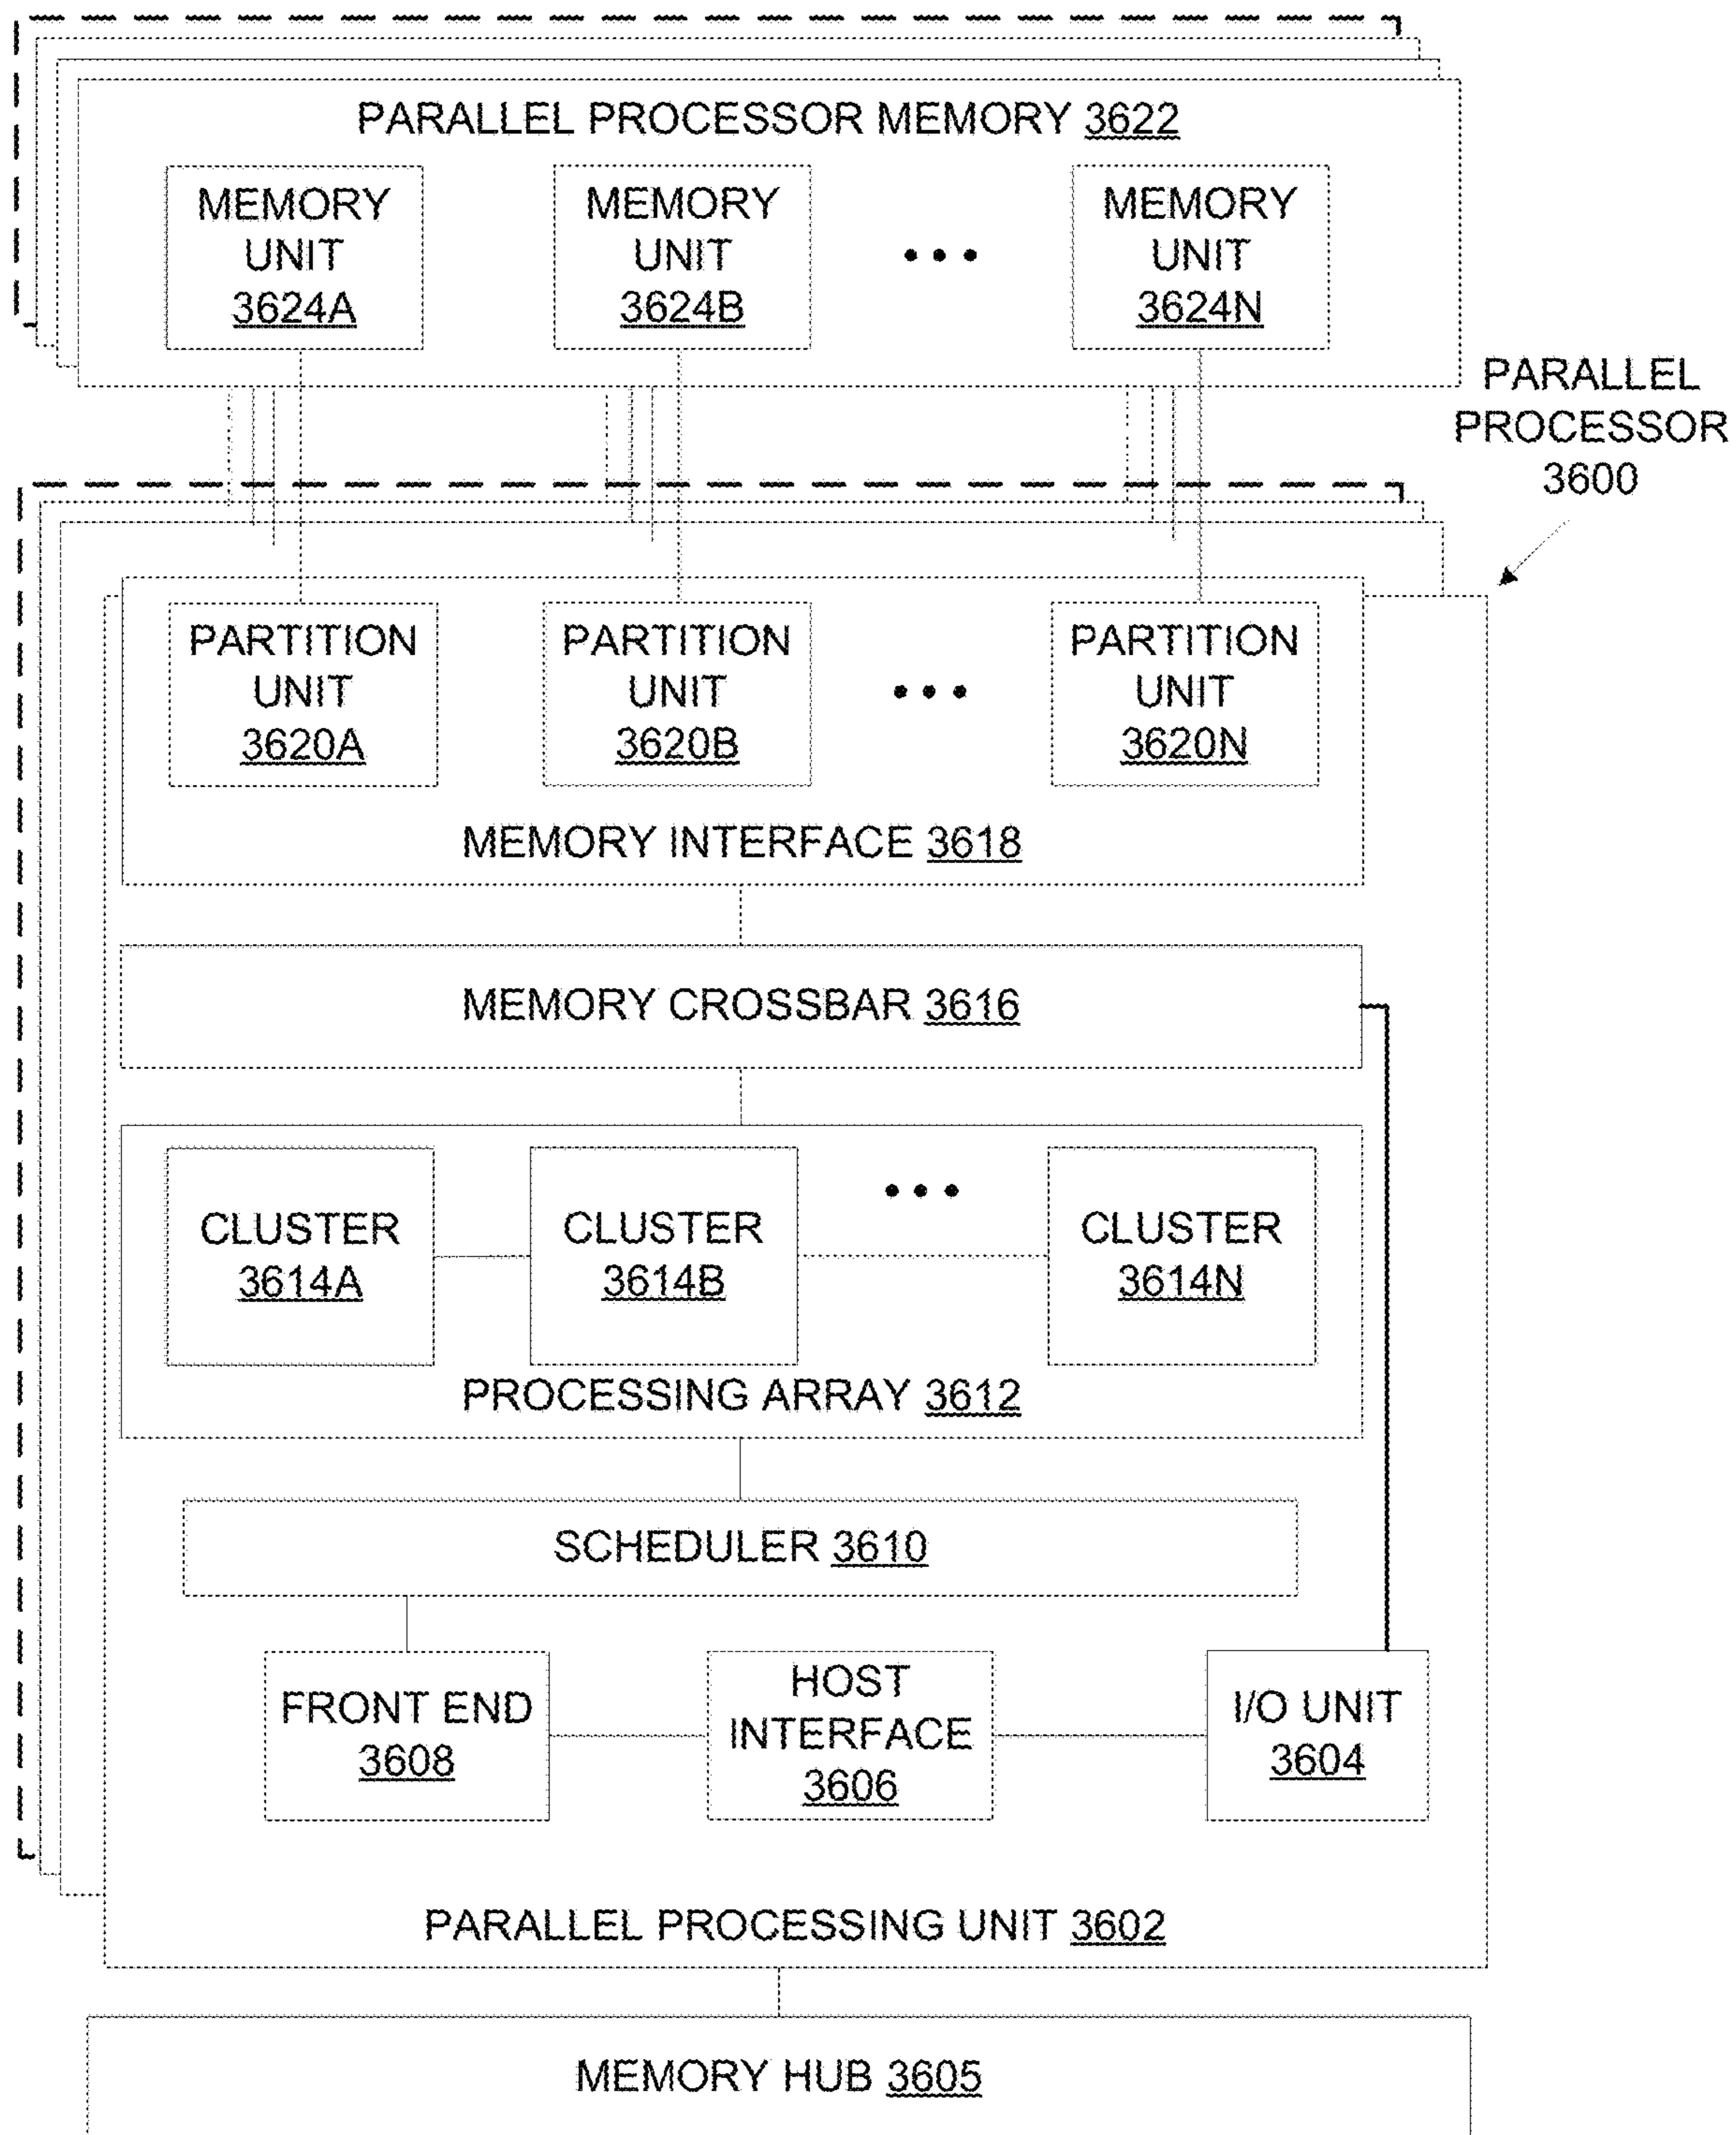 PARALLEL PROCESSOR MEMORY 3622
MEMORY
UNIT
3624A
MEMORY
UNIT
3624B
MEMORY
UNIT
3624N
PARALLEL
PROCESSOR
3600
PARTITION
UNIT
3620A
PARTITION
UNIT
3620B
PARTITION
UNIT
3620N
MEMORY INTERFACE 3618
MEMORY CROSSBAR 3616
CLUSTER
3614A
CLUSTER
3614B
CLUSTER
3614N
PROCESSING ARRAY 3612
SCHEDULER 3610
FRONT END
3608
HOST
INTERFACE
3606
I/O UNIT
3604
PARALLEL PROCESSING UNIT 3602
MEMORY HUB 3605